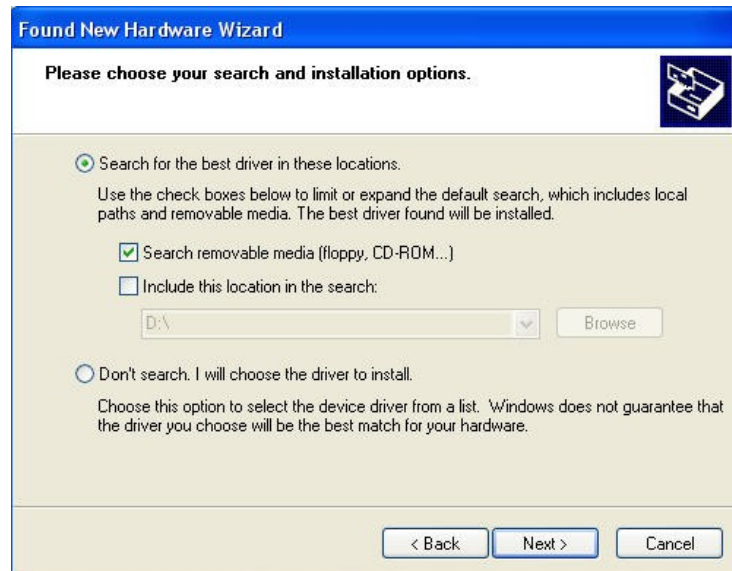 Found New Hardware Wizard
Please choose your search and installation options.
Search for the best driver in these locations.
Use the check boxes below to limit or expand the default search, which includes local
paths and removable media. The best driver found will be installed.
Search removable media (floppy, CD-ROM...)
Include this location in the search:
D:\
Browse
Don't search. I will choose the driver to install.
Choose this option to select the device driver from a list. Windows does not guarantee that
the driver you choose will be the best match for your hardware.
< Back
Next >
Cancel